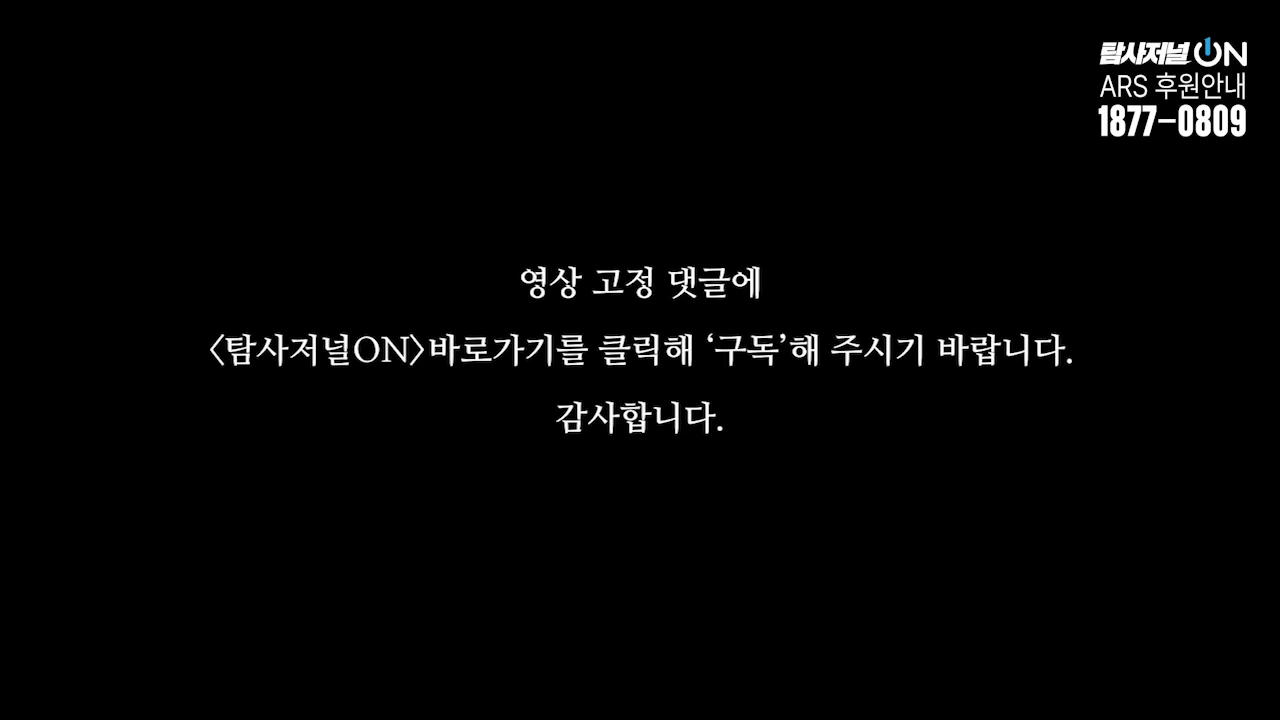 탐사저널ON
ARS 후원안내
1877-0809
영상 고정 댓글에
〈탐사저널ON〉바로가기를 클릭해 ‘구독’해 주시기 바랍니다.
감사합니다.